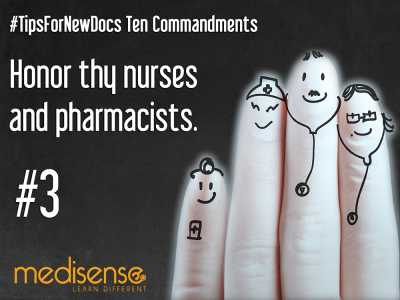 #TipsForNewDocs Ten Commandments
Honor thy nurses
and pharmacists.
#3
medisense
LEARN DIFFERENT